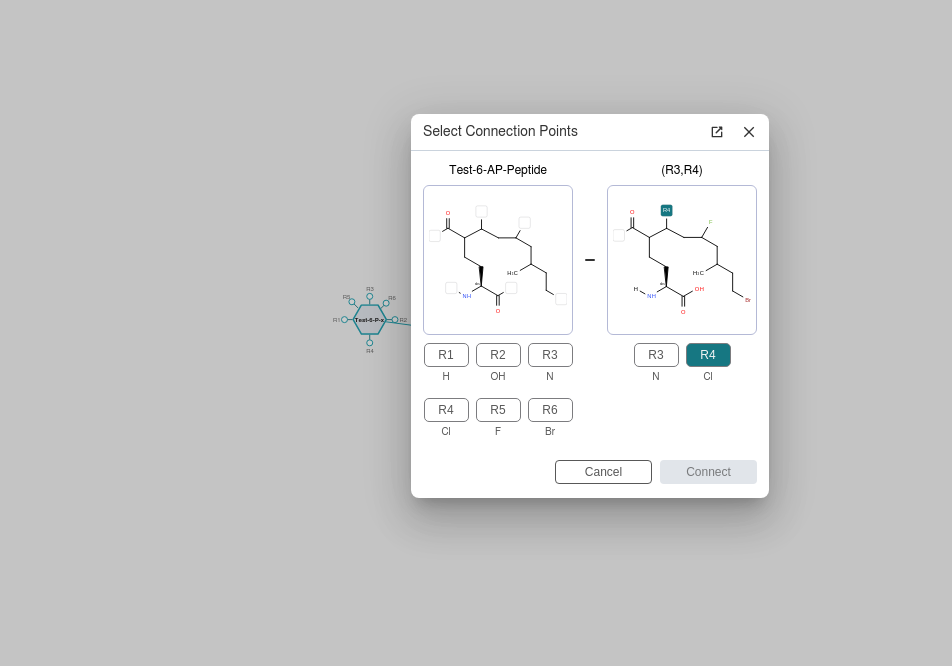 Select Connection Points
Test-6-AP-Peptide
(R3,R4)
O
H₃C
NH
O
–
O
R4
F
H₃C
H
NH
OH
O
Br
R1 R2 R3
H OH N
R4 R5 R6
Cl F Br
R3 R4
N Cl
Cancel Connect
R3
R5 R6
R1 Test-6-P-x R2
R4